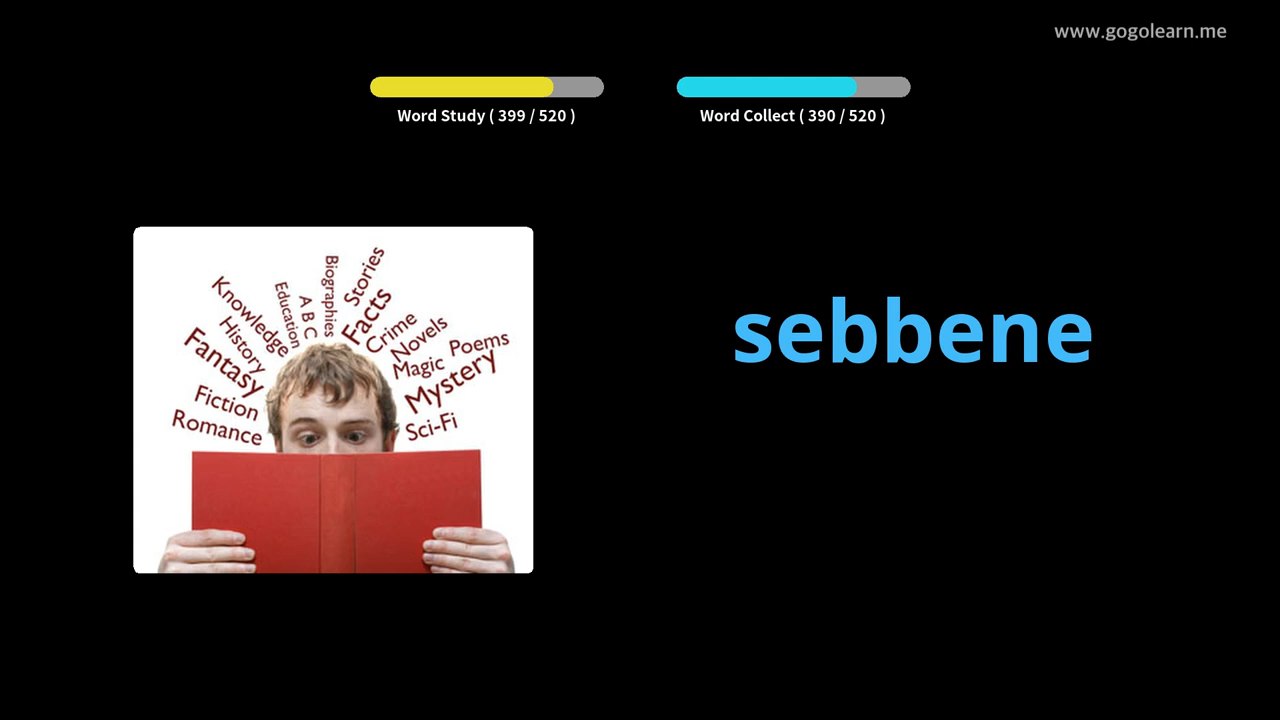 www.gogolearn.me
Word Study ( 399 / 520 )
Word Collect ( 390 / 520 )
sebbene
Biographies
Stories
Education
A B C
Facts
Knowledge
Crime
History
Novels
Poems
Fantasy
Magic
Mystery
Fiction
Romance
Sci-Fi